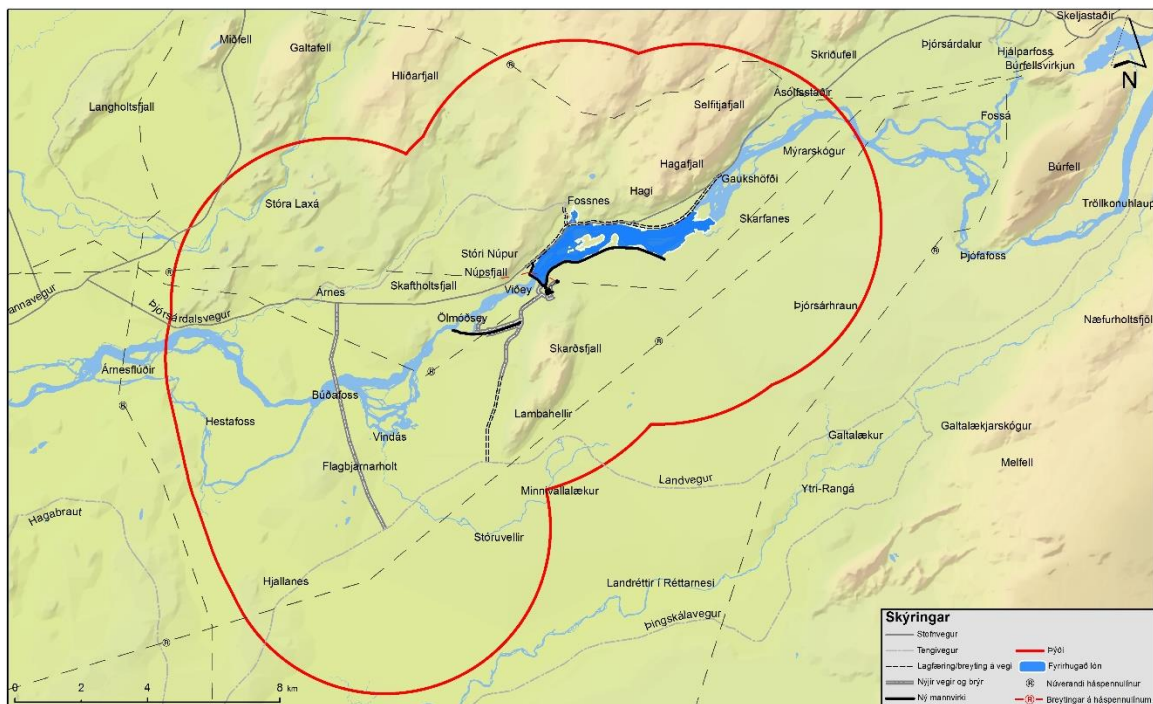 Skeljastaðir
Miðfell
Galtafell
Hlíðarfjall
Skriðufell
Þjórsárdalur
Hjálparfoss
Búrfellsvirkjun
N
Langholtsfjall
Selfitjafjall
Ásólfsstaðir
Fossá
Mýrarskógur
Hagafjall
Búrfell
Gaukshöfði
Hagi
Stóra Laxá
Fossnes
Tröllkonuhlaup
Skarfanes
Stóri Núpur
Þjófafoss
Núpsfjall
Skaftholtsfjall
Viðey
Árnes
Þjórsárdalsvegur
Þjórsárhraun
Ölmóðsey
Næfurholtsfjöl
Skarðsfjall
Árnesflúðir
Búðafoss
Lambahellir
Hestafoss
Vindás
Galtalækur
Galtalækjarskógur
Flagbjarnarholt
Melfell
Landvegur
Minnivallalækur
Ytri-Rangá
Hagabraut
Stóruvellir
Hjallanes
Landréttir í Réttarnesi
Þingskálavegur
0 2 4 8 km
Skýringar
Stofnvegur
Tengivegur
Lagfæring/breyting á vegi
Nýjir vegir og brýr
Ný mannvirki
Þýði
Fyrirhugað lón
Núverandi háspennulínur
Breytingar á háspennulínum